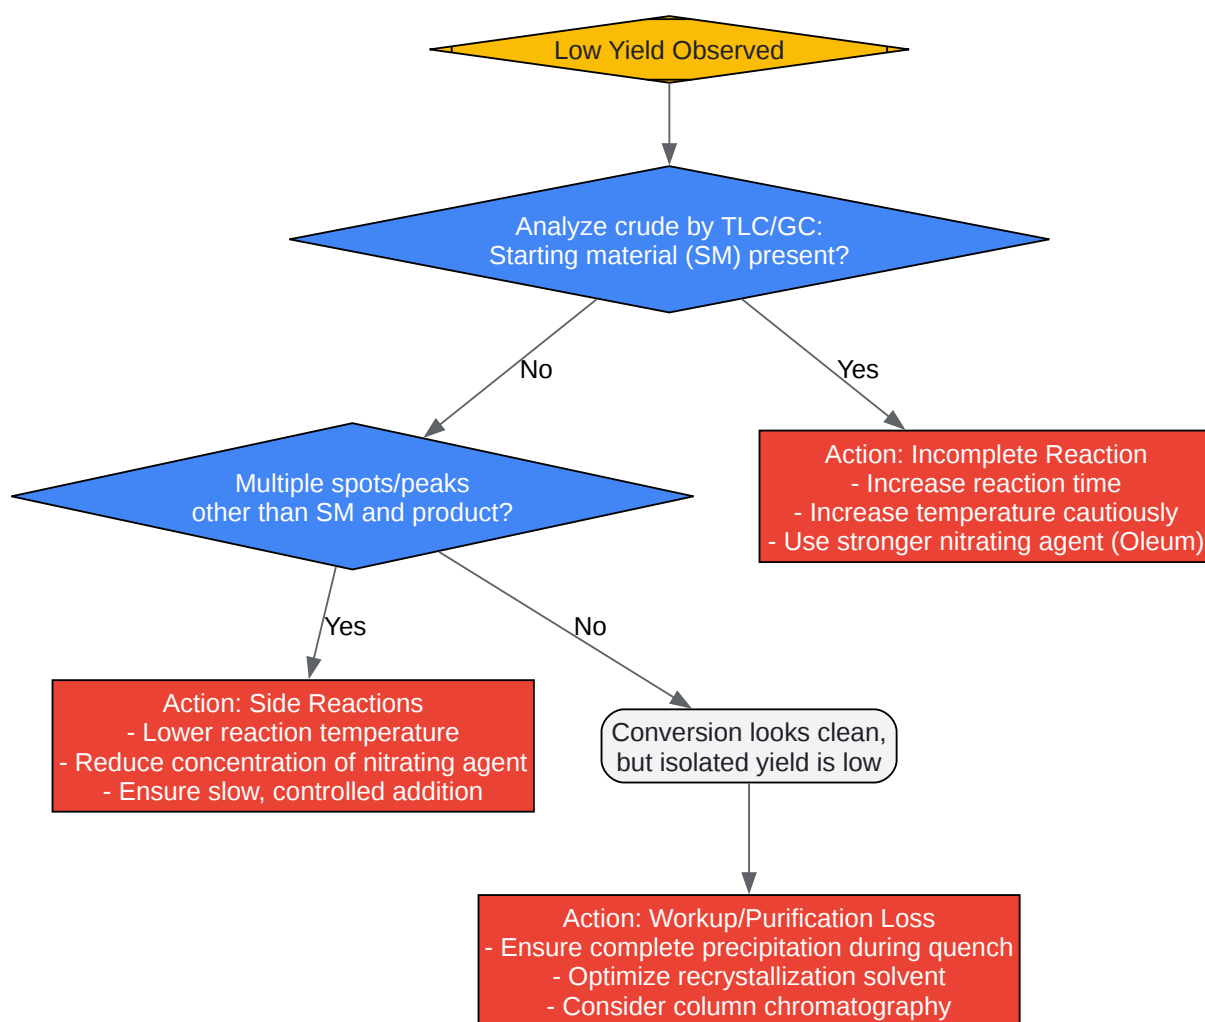 Low Yield Observed
Analyze crude by TLC/GC:
Starting material (SM) present?
No
Yes
Multiple spots/peaks
other than SM and product?
Action: Incomplete Reaction
- Increase reaction time
- Increase temperature cautiously
- Use stronger nitrating agent (Oleum)
Yes
No
Action: Side Reactions
- Lower reaction temperature
- Reduce concentration of nitrating agent
- Ensure slow, controlled addition
Conversion looks clean,
but isolated yield is low
Action: Workup/Purification Loss
- Ensure complete precipitation during quench
- Optimize recrystallization solvent
- Consider column chromatography